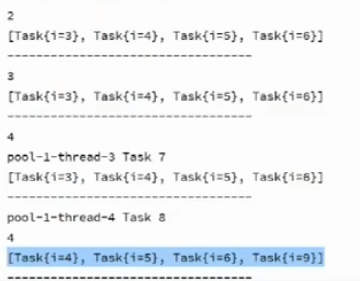 2
[Task{i=3}, Task{i=4}, Task{i=5}, Task{i=6}]
---------------------------------
3
[Task{i=3}, Task{i=4}, Task{i=5}, Task{i=6}]
---------------------------------
4
pool-1-thread-3 Task 7
[Task{i=3}, Task{i=4}, Task{i=5}, Task{i=6}]
---------------------------------
pool-1-thread-4 Task 8
4
[Task{i=4}, Task{i=5}, Task{i=6}, Task{i=9}]
---------------------------------